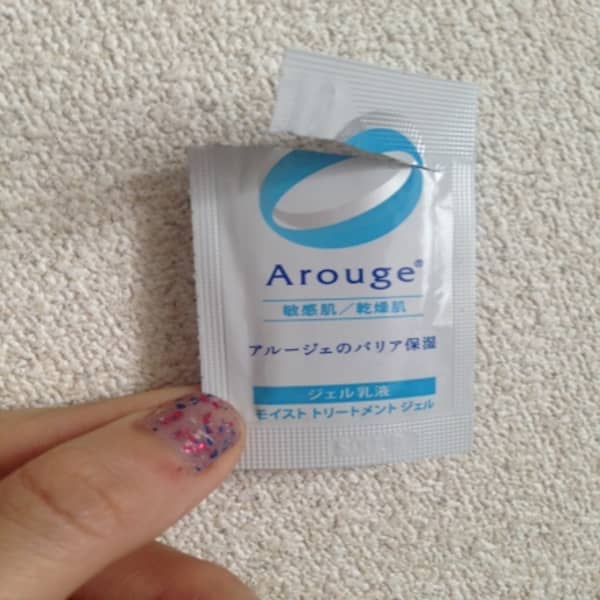 Arouge®
敏感肌／乾燥肌
アルージェのバリア保湿
ジェル乳液
モイスト トリートメント ジェル